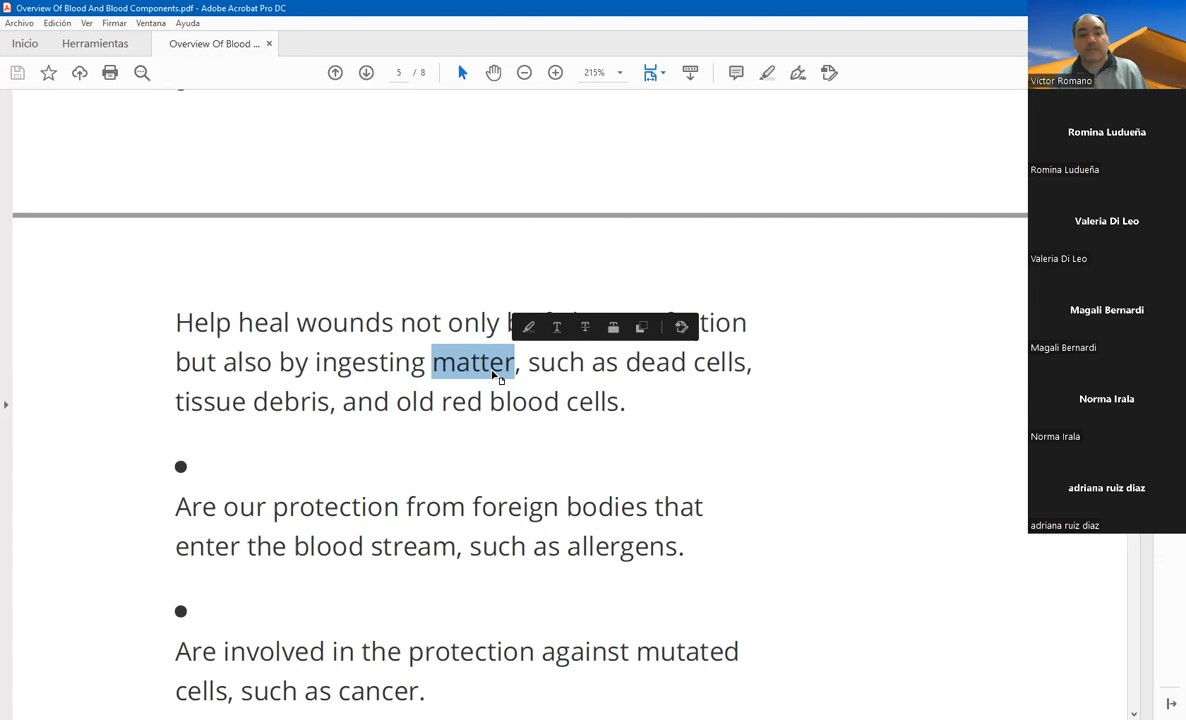 Overview Of Blood And Blood Components.pdf - Adobe Acrobat Pro DC
Archivo Edición Ver Firmar Ventana Ayuda
Inicio Herramientas Overview Of Blood ... ×
5 / 8 215%
Help heal wounds not only tion
but also by ingesting matter, such as dead cells,
tissue debris, and old red blood cells.
●
Are our protection from foreign bodies that
enter the blood stream, such as allergens.
●
Are involved in the protection against mutated
cells, such as cancer.
Víctor Romano
Romina Ludueña
Romina Ludueña
Valeria Di Leo
Valeria Di Leo
Magali Bernardi
Magali Bernardi
Norma Irala
Norma Irala
adriana ruiz diaz
adriana ruiz diaz